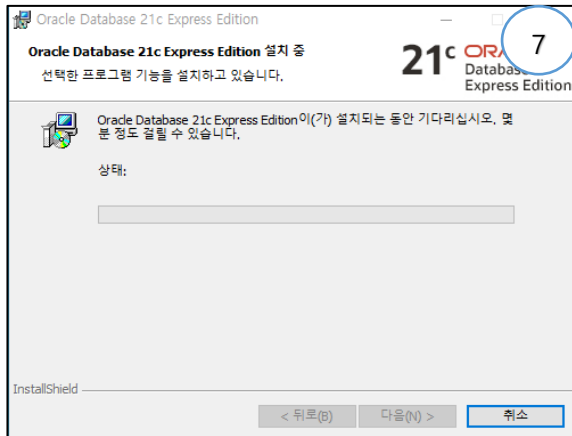 Oracle Database 21c Express Edition
7
Oracle Database 21c Express Edition 설치 중
선택한 프로그램 기능을 설치하고 있습니다.
21c
Database
Express Edition
Oracle Database 21c Express Edition이(가) 설치되는 동안 기다리십시오. 몇
분 정도 걸릴 수 있습니다.
상태:
InstallShield
< 뒤로(B)
다음(N) >
취소